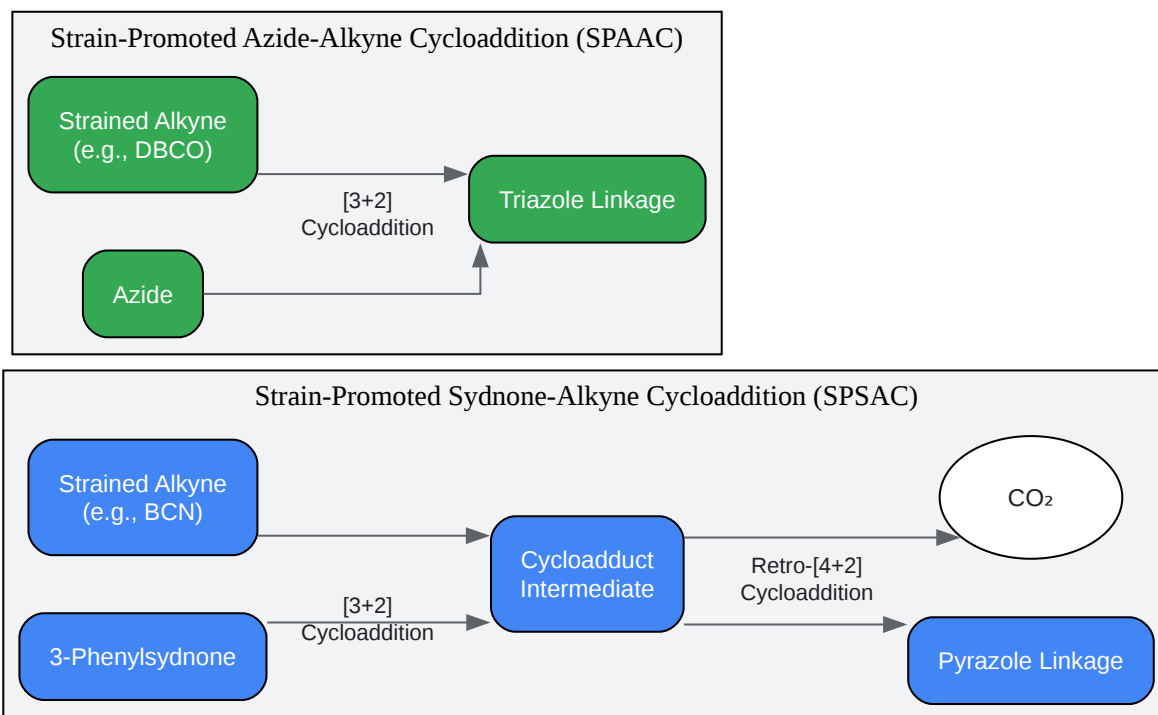 Strain-Promoted Azide-Alkyne Cycloaddition (SPAAC)
Strained Alkyne
(e.g., DBCO)
[3+2]
Cycloaddition
Triazole Linkage
Azide
Strain-Promoted Sydnone-Alkyne Cycloaddition (SPSAC)
Strained Alkyne
(e.g., BCN)
3-Phenylsydnone
[3+2]
Cycloaddition
Cycloadduct
Intermediate
Retro-[4+2]
Cycloaddition
CO₂
Pyrazole Linkage